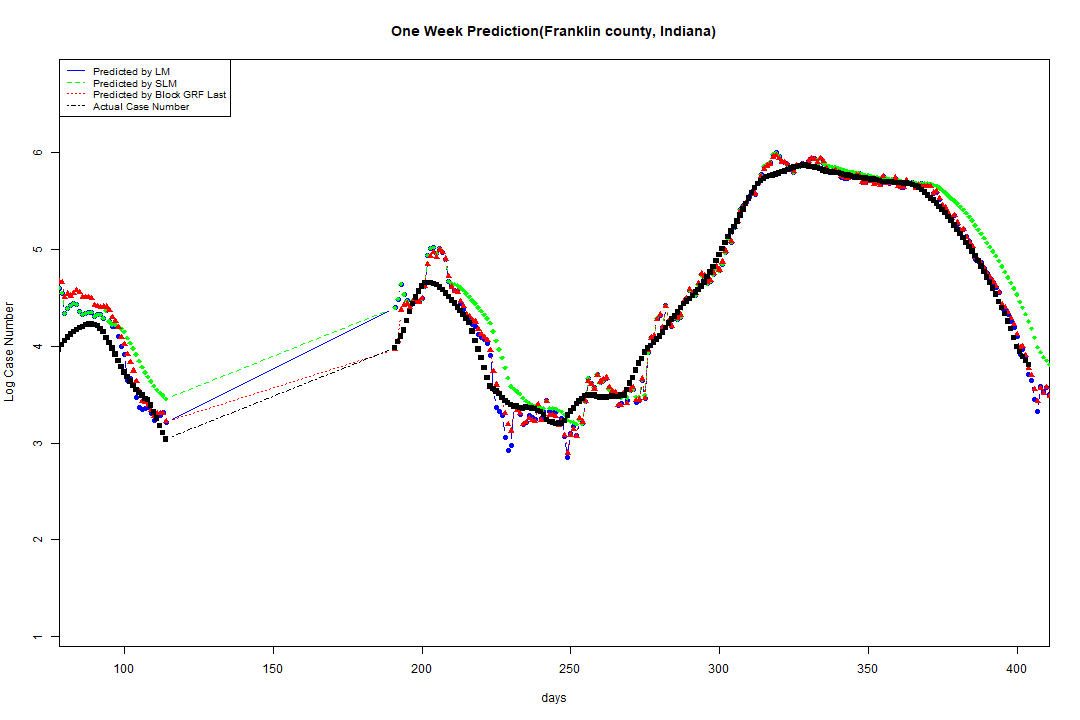 One Week Prediction(Franklin county, Indiana)
Predicted by LM
Predicted by SLM
Predicted by Block GRF Last
Actual Case Number
Log Case Number
6
5
4
3
2
1
100 150 200 250 300 350 400
days